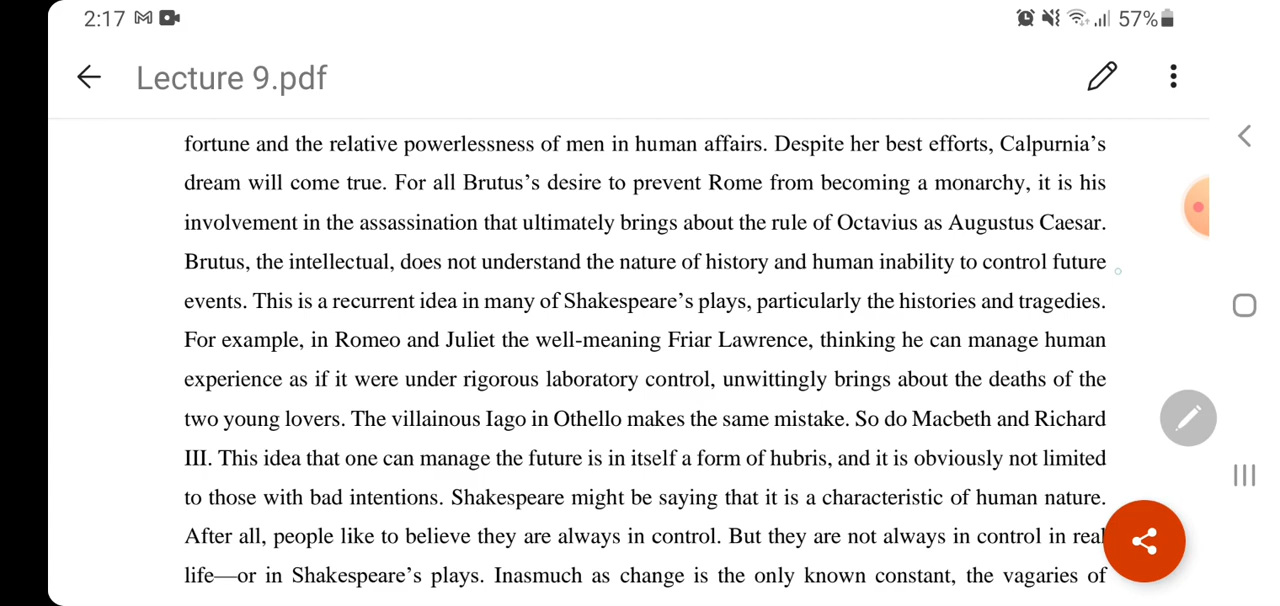 2:17 57%
Lecture 9.pdf
fortune and the relative powerlessness of men in human affairs. Despite her best efforts, Calpurnia’s
dream will come true. For all Brutus’s desire to prevent Rome from becoming a monarchy, it is his
involvement in the assassination that ultimately brings about the rule of Octavius as Augustus Caesar.
Brutus, the intellectual, does not understand the nature of history and human inability to control future
events. This is a recurrent idea in many of Shakespeare’s plays, particularly the histories and tragedies.
For example, in Romeo and Juliet the well-meaning Friar Lawrence, thinking he can manage human
experience as if it were under rigorous laboratory control, unwittingly brings about the deaths of the
two young lovers. The villainous Iago in Othello makes the same mistake. So do Macbeth and Richard
III. This idea that one can manage the future is in itself a form of hubris, and it is obviously not limited
to those with bad intentions. Shakespeare might be saying that it is a characteristic of human nature.
After all, people like to believe they are always in control. But they are not always in control in real
life—or in Shakespeare’s plays. Inasmuch as change is the only known constant, the vagaries of